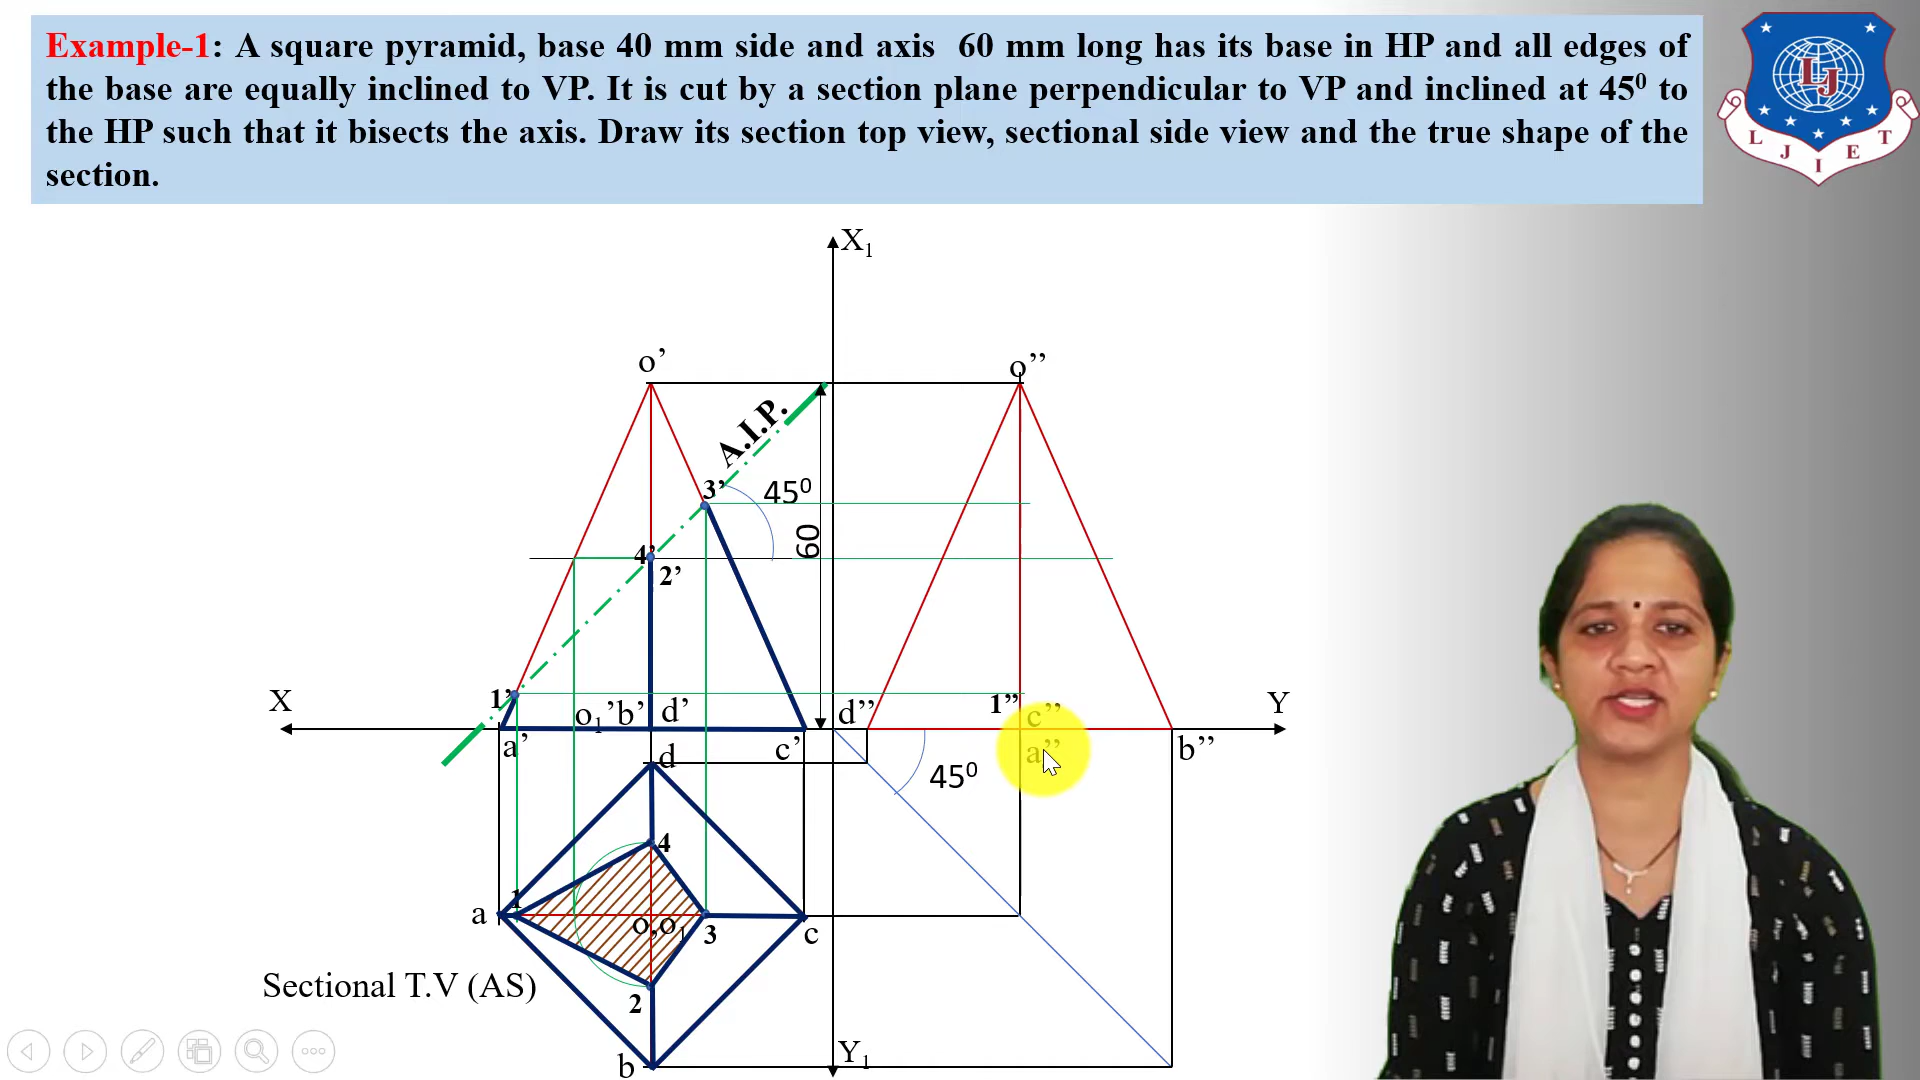 Example-1: A square pyramid, base 40 mm side and axis 60 mm long has its base in HP and all edges of
the base are equally inclined to VP. It is cut by a section plane perpendicular to VP and inclined at 45⁰ to
the HP such that it bisects the axis. Draw its section top view, sectional side view and the true shape of the
section.
LJ
L J I E T
X₁
o’
o’’
A.I.P.
3’
45⁰
60
4’
2’
X
1’
o₁’b’
d’
d’’
1’’
c’’
Y
a’
c’
a’’
b’’
d
45⁰
4
1
a
o,o₁
3
c
Sectional T.V (AS)
2
b
Y₁